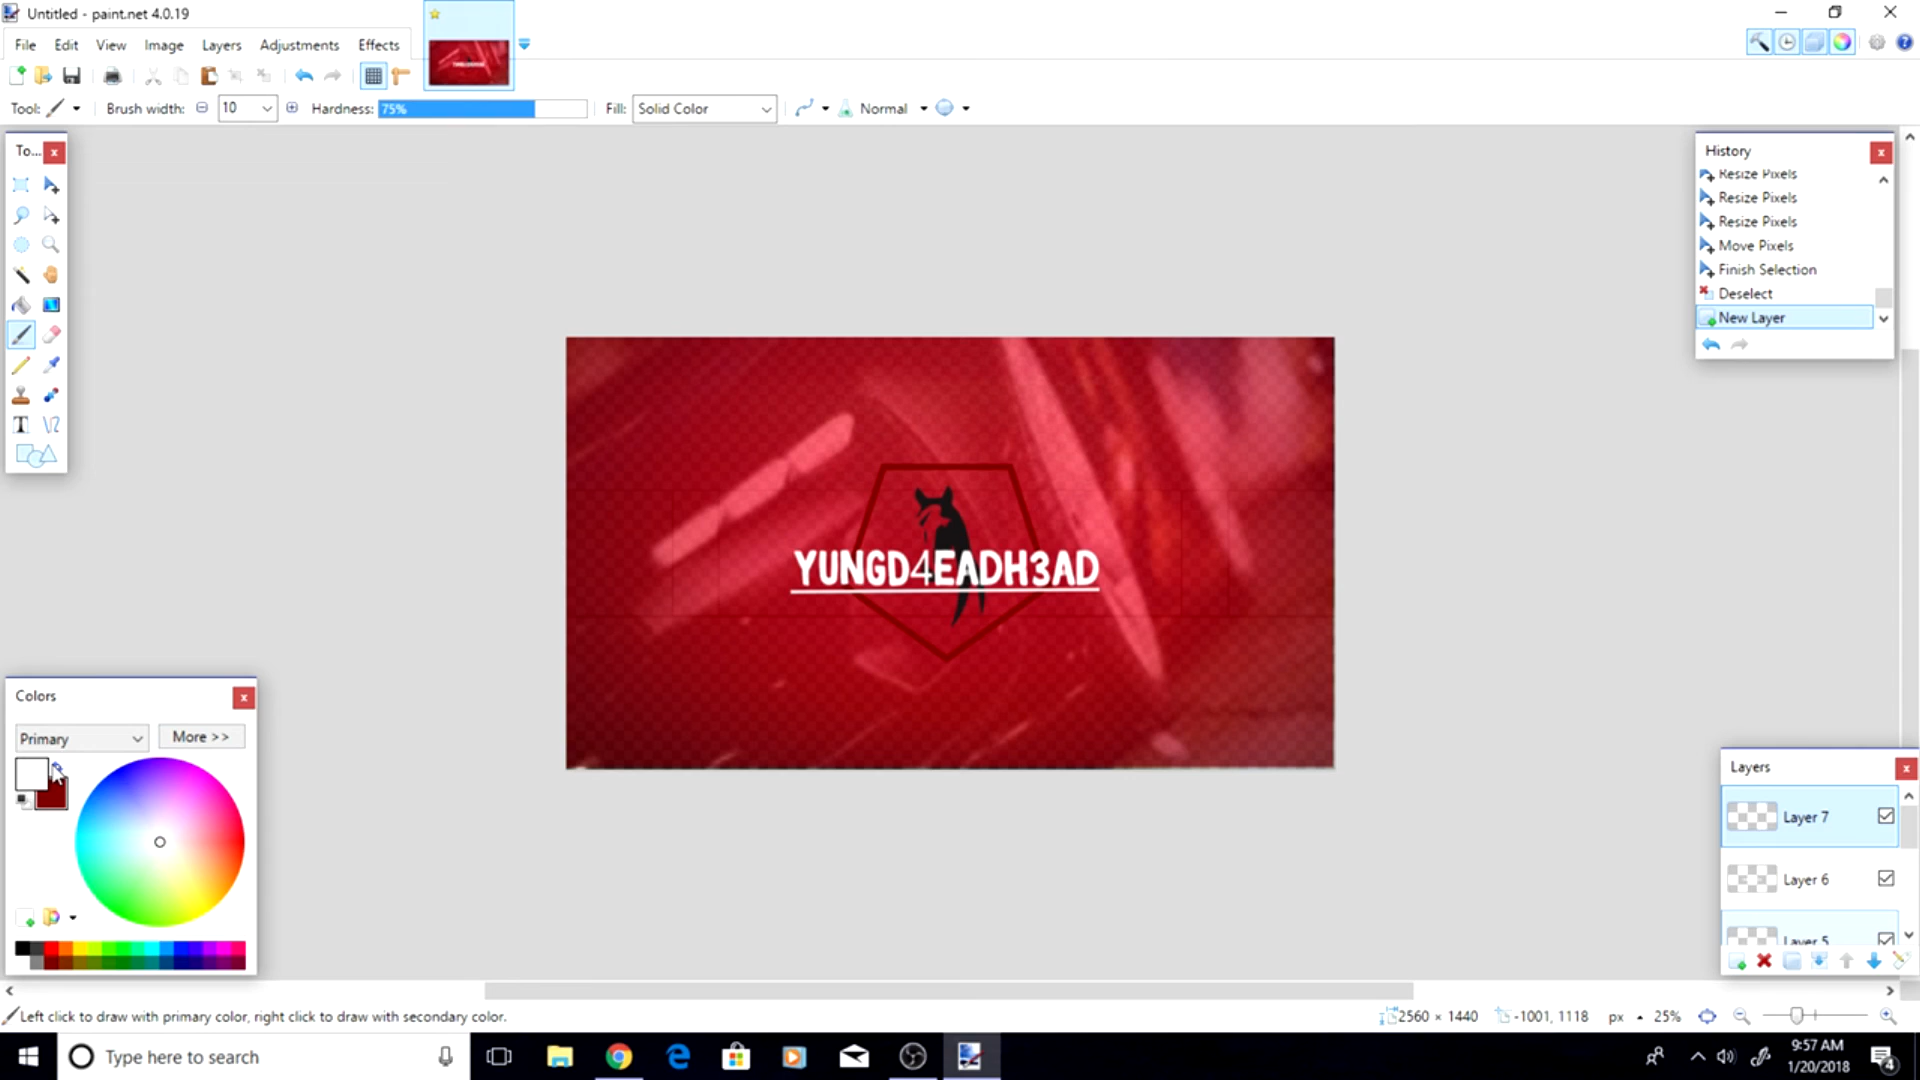 Untitled - paint.net 4.0.19
File Edit View Image Layers Adjustments Effects
Tool: Brush width: 10 Hardness: 75% Fill: Solid Color Normal
To...
History
Resize Pixels
Resize Pixels
Resize Pixels
Move Pixels
Finish Selection
Deselect
New Layer
YUNGD4EADH3AD
Colors
Primary More >>
Layers
Layer 7
Layer 6
Layer 5
Left click to draw with primary color, right click to draw with secondary color.
2560 × 1440 -1001, 1118 px 25%
Type here to search
9:57 AM
1/20/2018
4